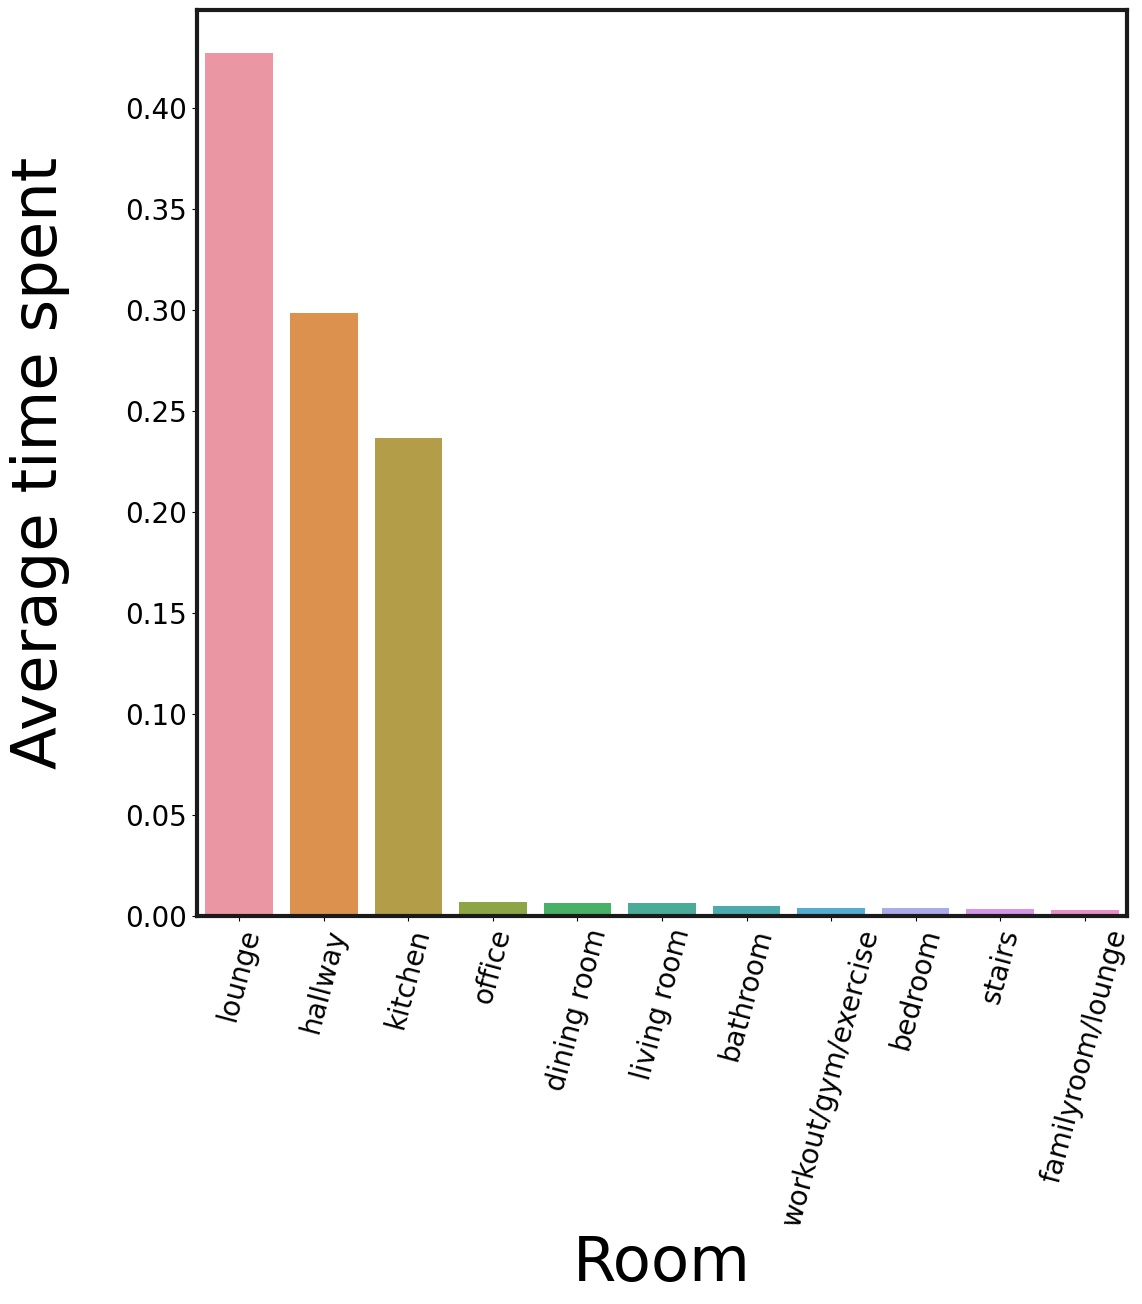 Average time spent
0.40
0.35
0.30
0.25
0.20
0.15
0.10
0.05
0.00
lounge
hallway
kitchen
office
dining room
living room
bathroom
workout/gym/exercise
bedroom
stairs
familyroom/lounge
Room